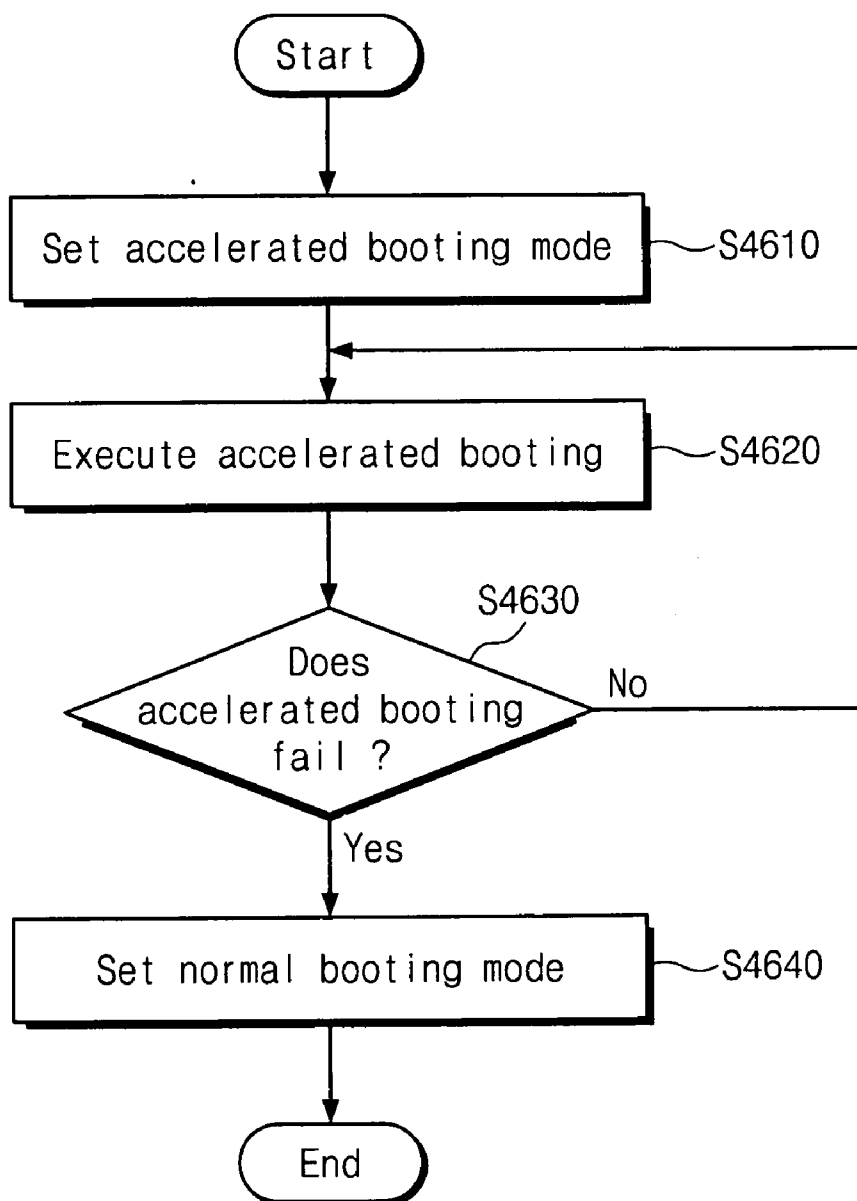 Start
Set accelerated booting mode
S4610
Execute accelerated booting
S4620
S4630
Does
accelerated booting
fail ?
No
Yes
Set normal booting mode
S4640
End